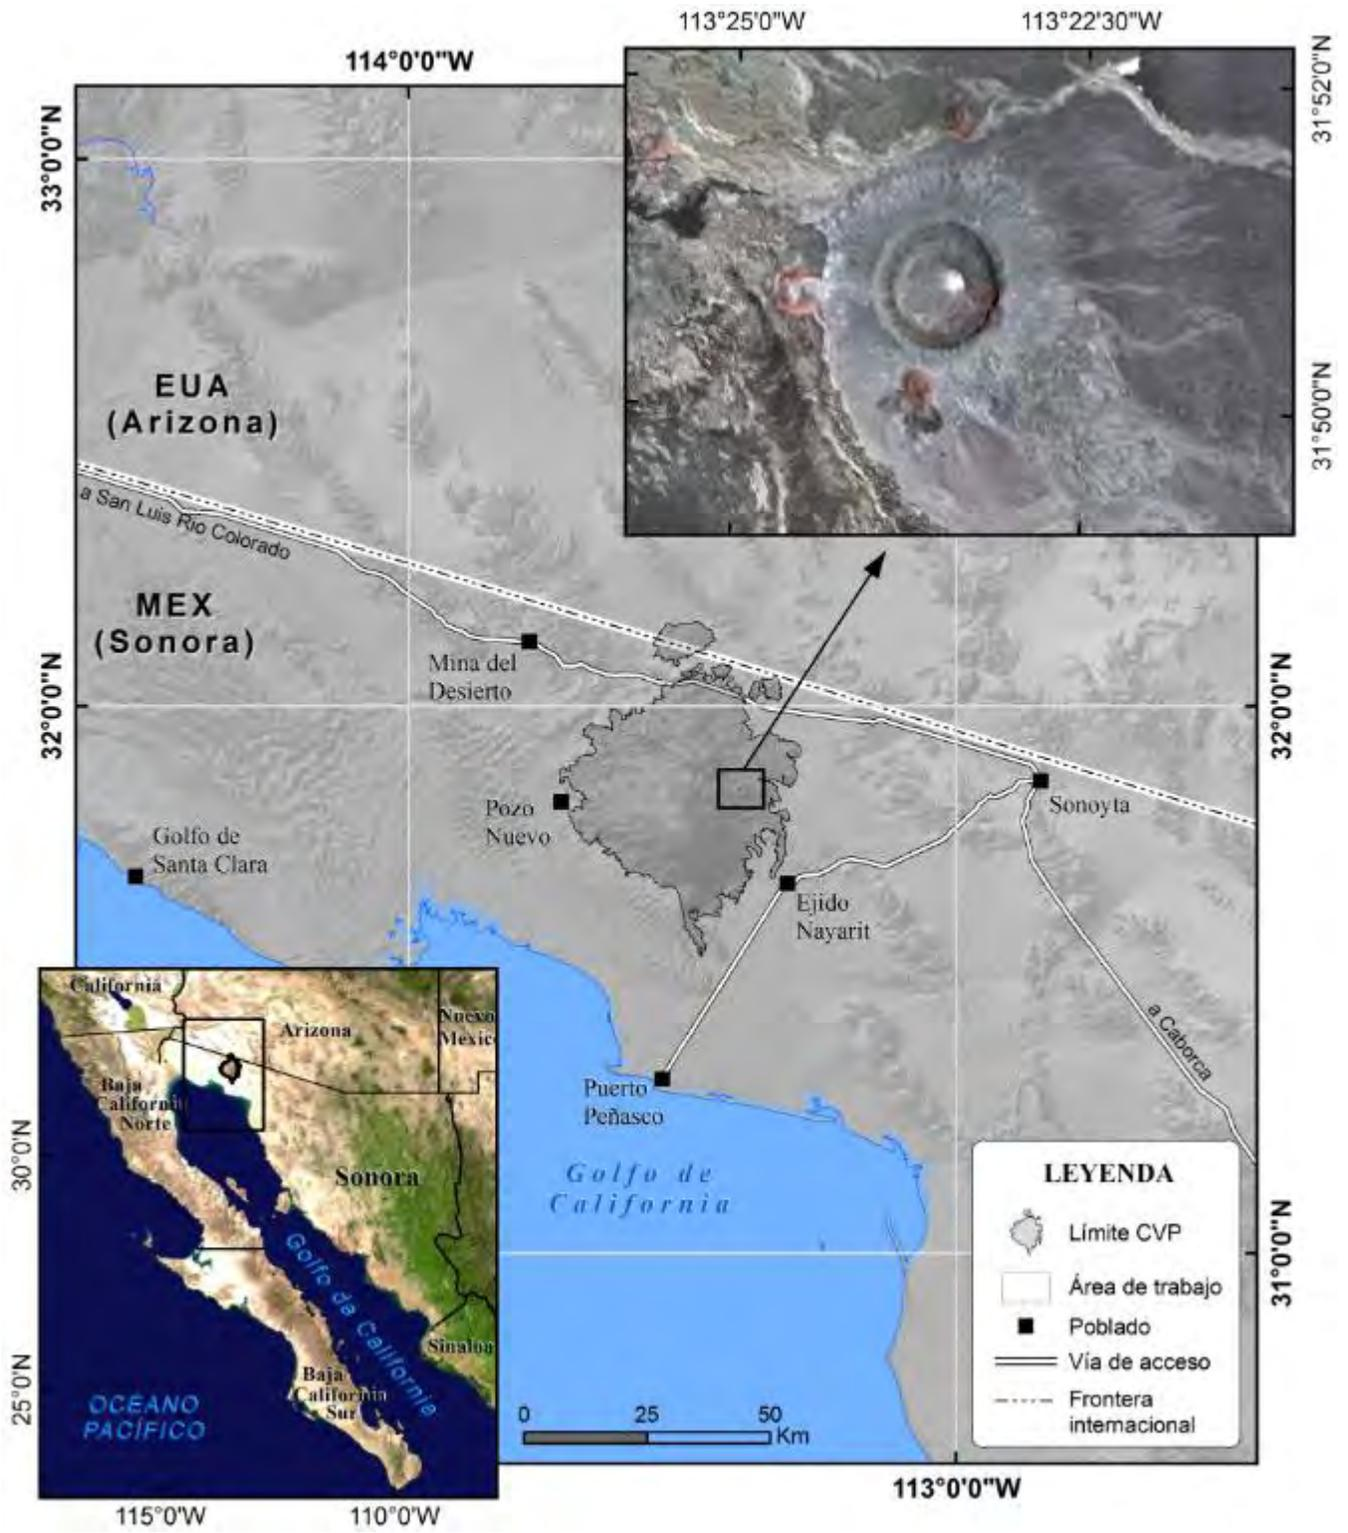 113°25'0"W
113°22'30"W
114°0'0"W
31°52'0"N
33°0'0"N
31°50'0"N
EUA
(Arizona)
a San Luis Rio Colorado
MEX
(Sonora)
Mina del
Desierto
32°0'0"N
32°0'0"N
Pozo
Nuevo
Sonoyta
Golfo de
Santa Clara
Ejido
Nayarit
a Caborca
Puerto
Peñasco
Golfo de
California
California
Arizona
Nuevo
Mexic
Baja
California
Norte
Sonora
Golfo da California
Sinaloa
Baja
California
Sur
OCEANO
PACÍFICO
30°0'N
25°0'N
115°0'W
110°0'W
0
25
50
Km
LEYENDA
Límite CVP
Área de trabajo
Poblado
Vía de acceso
Frontera
internacional
31°0'0"N
113°0'0"W